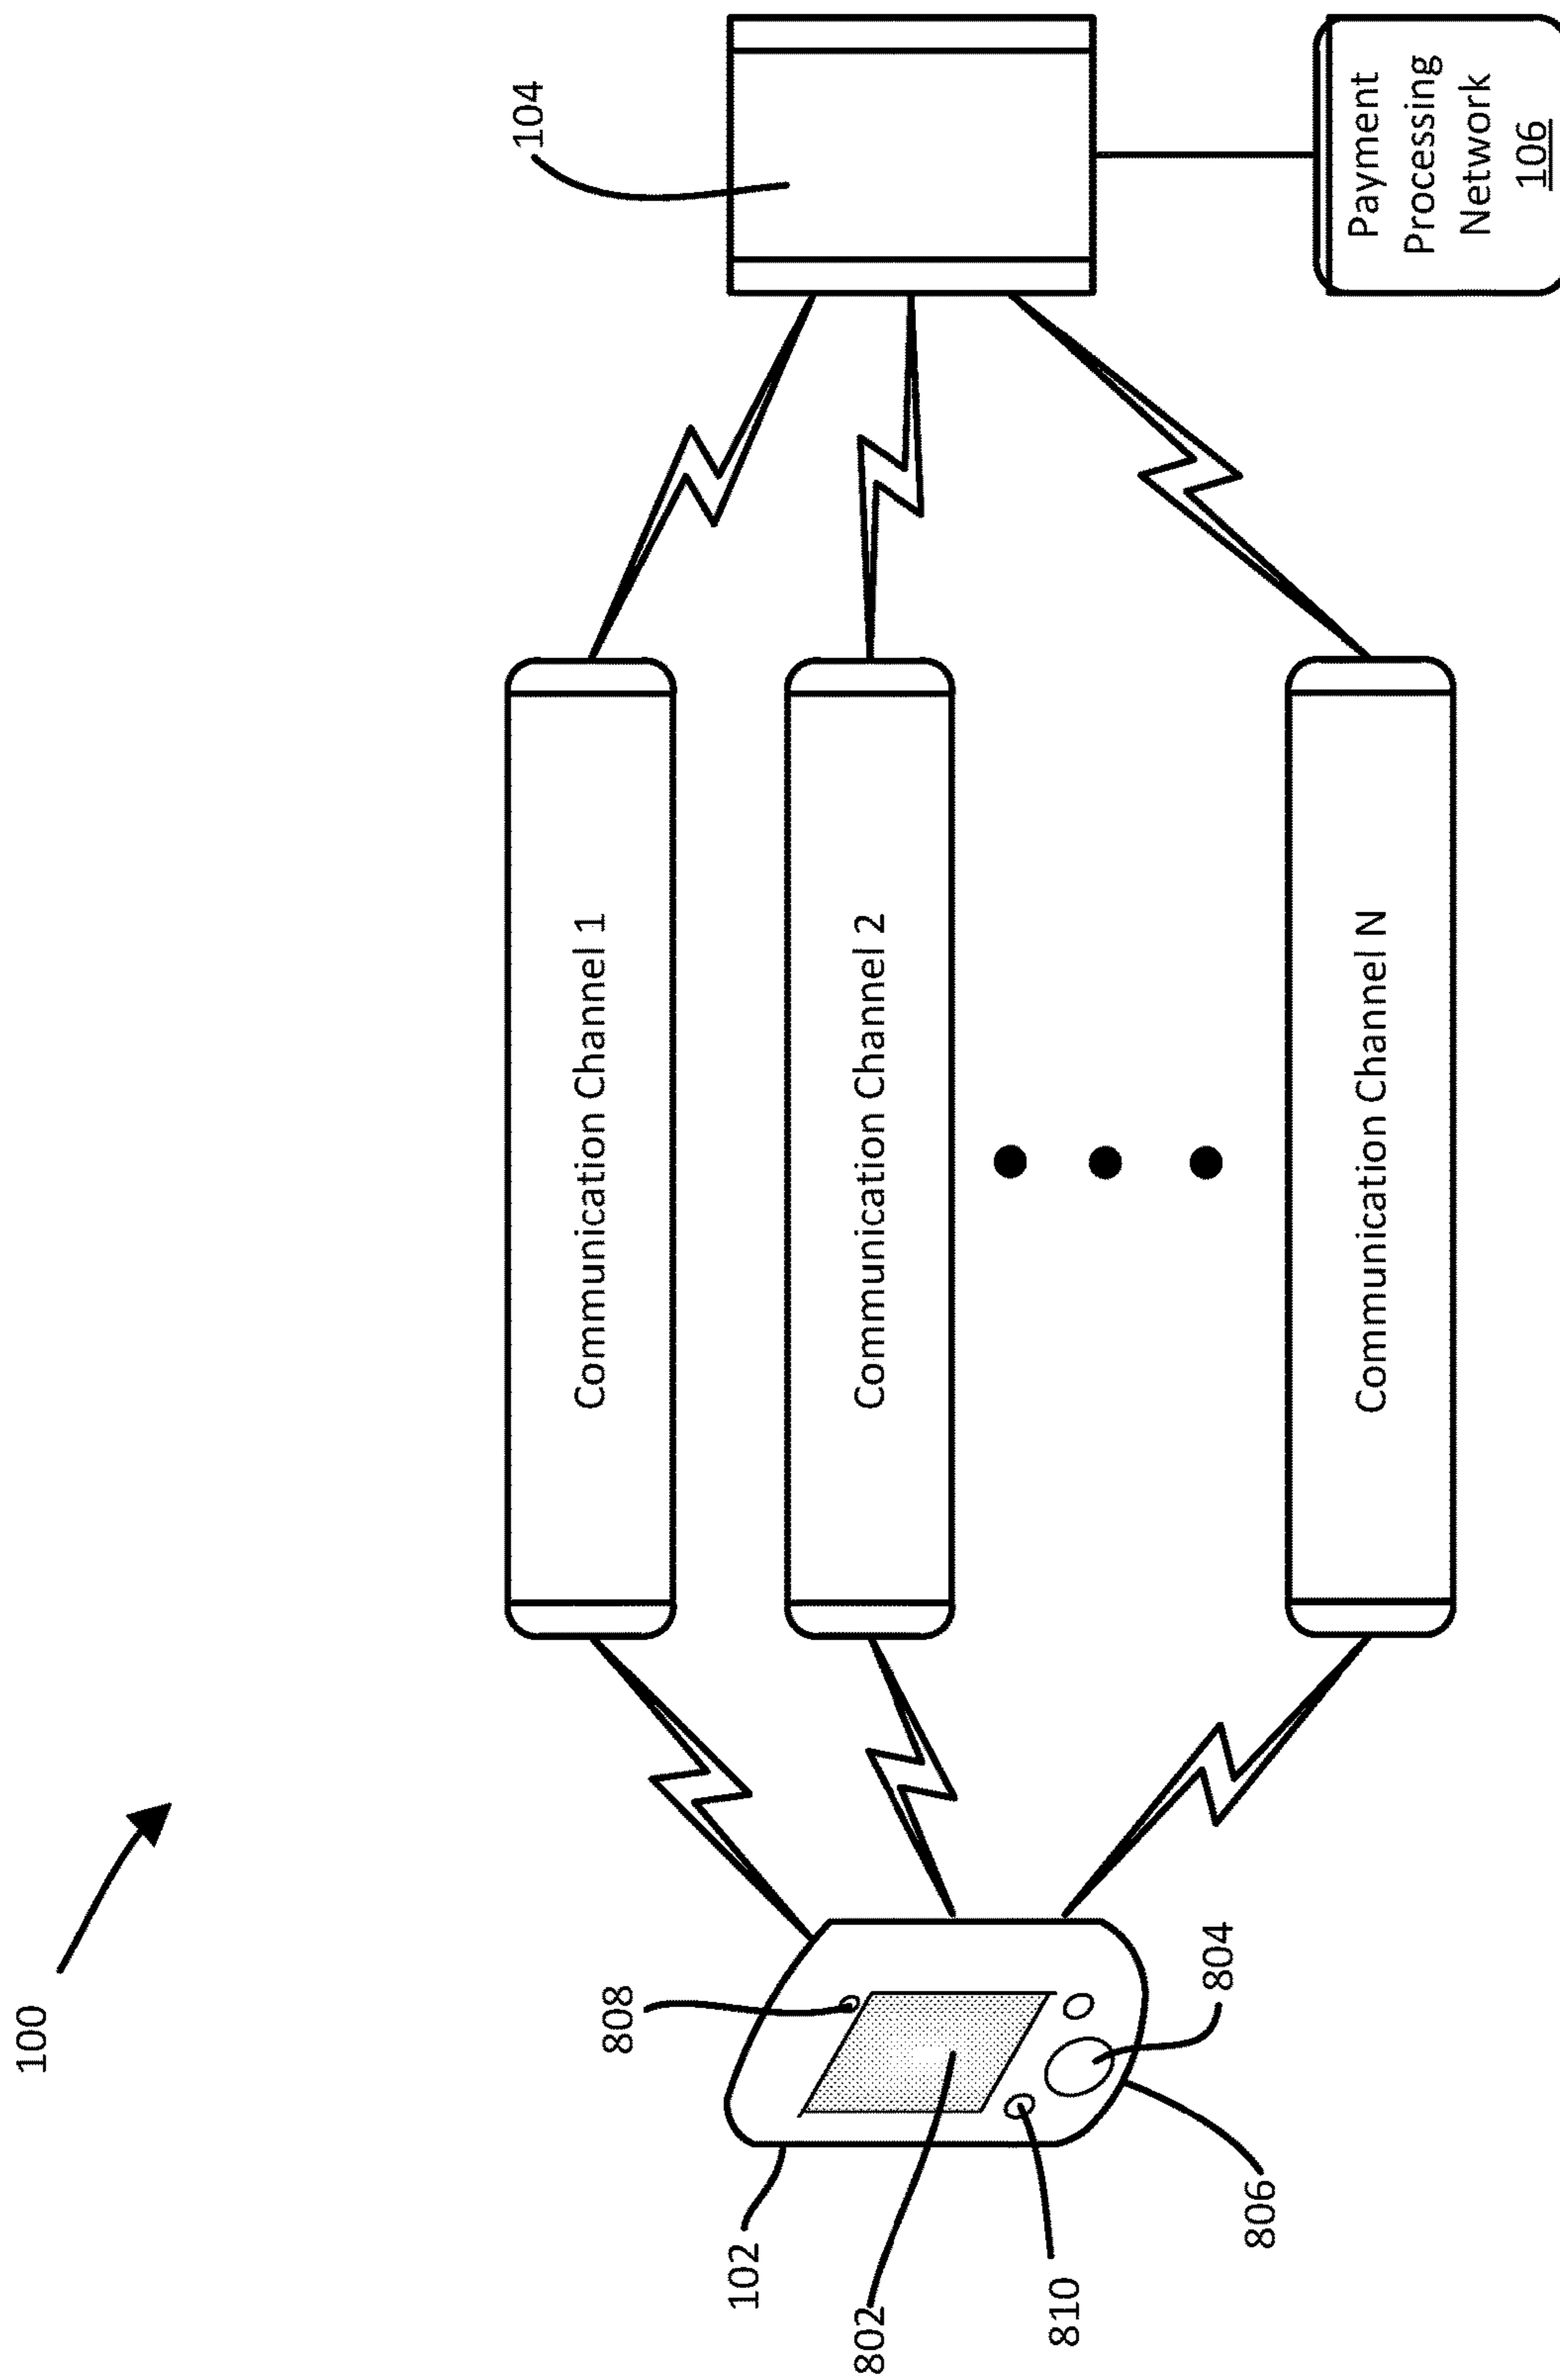 100
104
Communication Channel 1
808
102
Communication Channel 2
802
810
804
806
Communication Channel N
Payment
Processing
Network
106